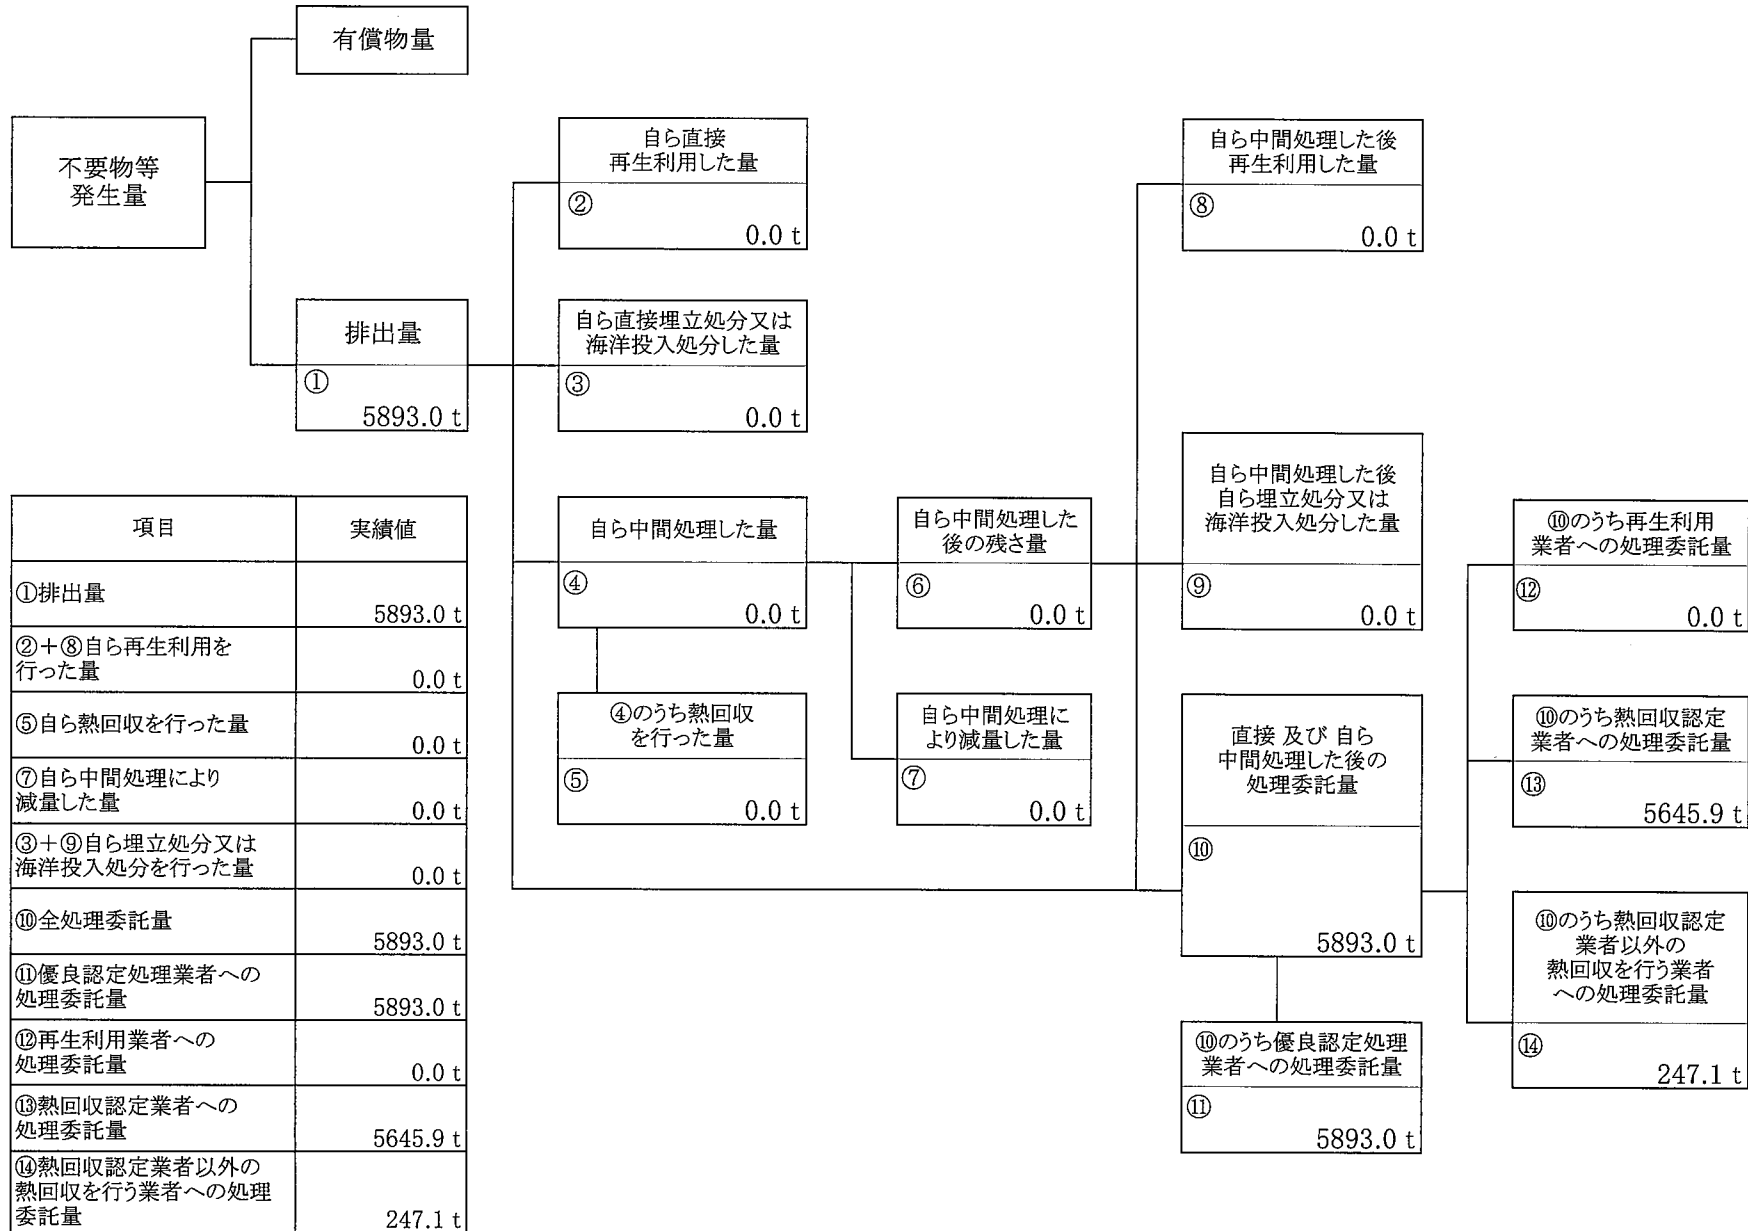 有償物量
不要物等
発生量
排出量
①
5893.0 t
自ら直接
再生利用した量
②
0.0 t
自ら直接埋立処分又は
海洋投入処分した量
③
0.0 t
自ら中間処理した量
④
0.0 t
④のうち熱回収
を行った量
⑤
0.0 t
自ら中間処理した
後の残さ量
⑥
0.0 t
自ら中間処理に
より減量した量
⑦
0.0 t
自ら中間処理した後
再生利用した量
⑧
0.0 t
自ら中間処理した後
自ら埋立処分又は
海洋投入処分した量
⑨
0.0 t
直接 及び 自ら
中間処理した後の
処理委託量
⑩
5893.0 t
⑩のうち優良認定処理
業者への処理委託量
⑪
5893.0 t
⑩のうち再生利用
業者への処理委託量
⑫
0.0 t
⑩のうち熱回収認定
業者への処理委託量
⑬
5645.9 t
⑩のうち熱回収認定
業者以外の
熱回収を行う業者
への処理委託量
⑭
247.1 t
項目 実績値
①排出量
5893.0 t
②+⑧自ら再生利用を
行った量
0.0 t
⑤自ら熱回収を行った量
0.0 t
⑦自ら中間処理により
減量した量
0.0 t
③+⑨自ら埋立処分又は
海洋投入処分を行った量
0.0 t
⑩全処理委託量
5893.0 t
⑪優良認定処理業者への
処理委託量
5893.0 t
⑫再生利用業者への
処理委託量
0.0 t
⑬熱回収認定業者への
処理委託量
5645.9 t
⑭熱回収認定業者以外の
熱回収を行う業者への処理
委託量
247.1 t